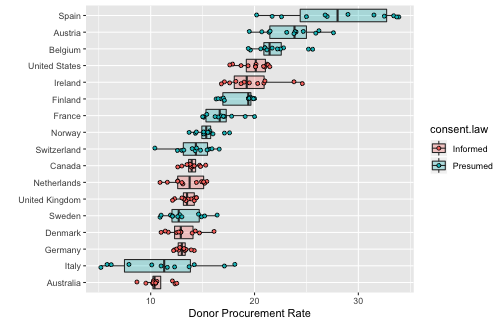 Spain
Austria
Belgium
United States
Ireland
Finland
France
Norway
Switzerland
Canada
Netherlands
United Kingdom
Sweden
Denmark
Germany
Italy
Australia
10 20 30
Donor Procurement Rate
consent.law
Informed
Presumed